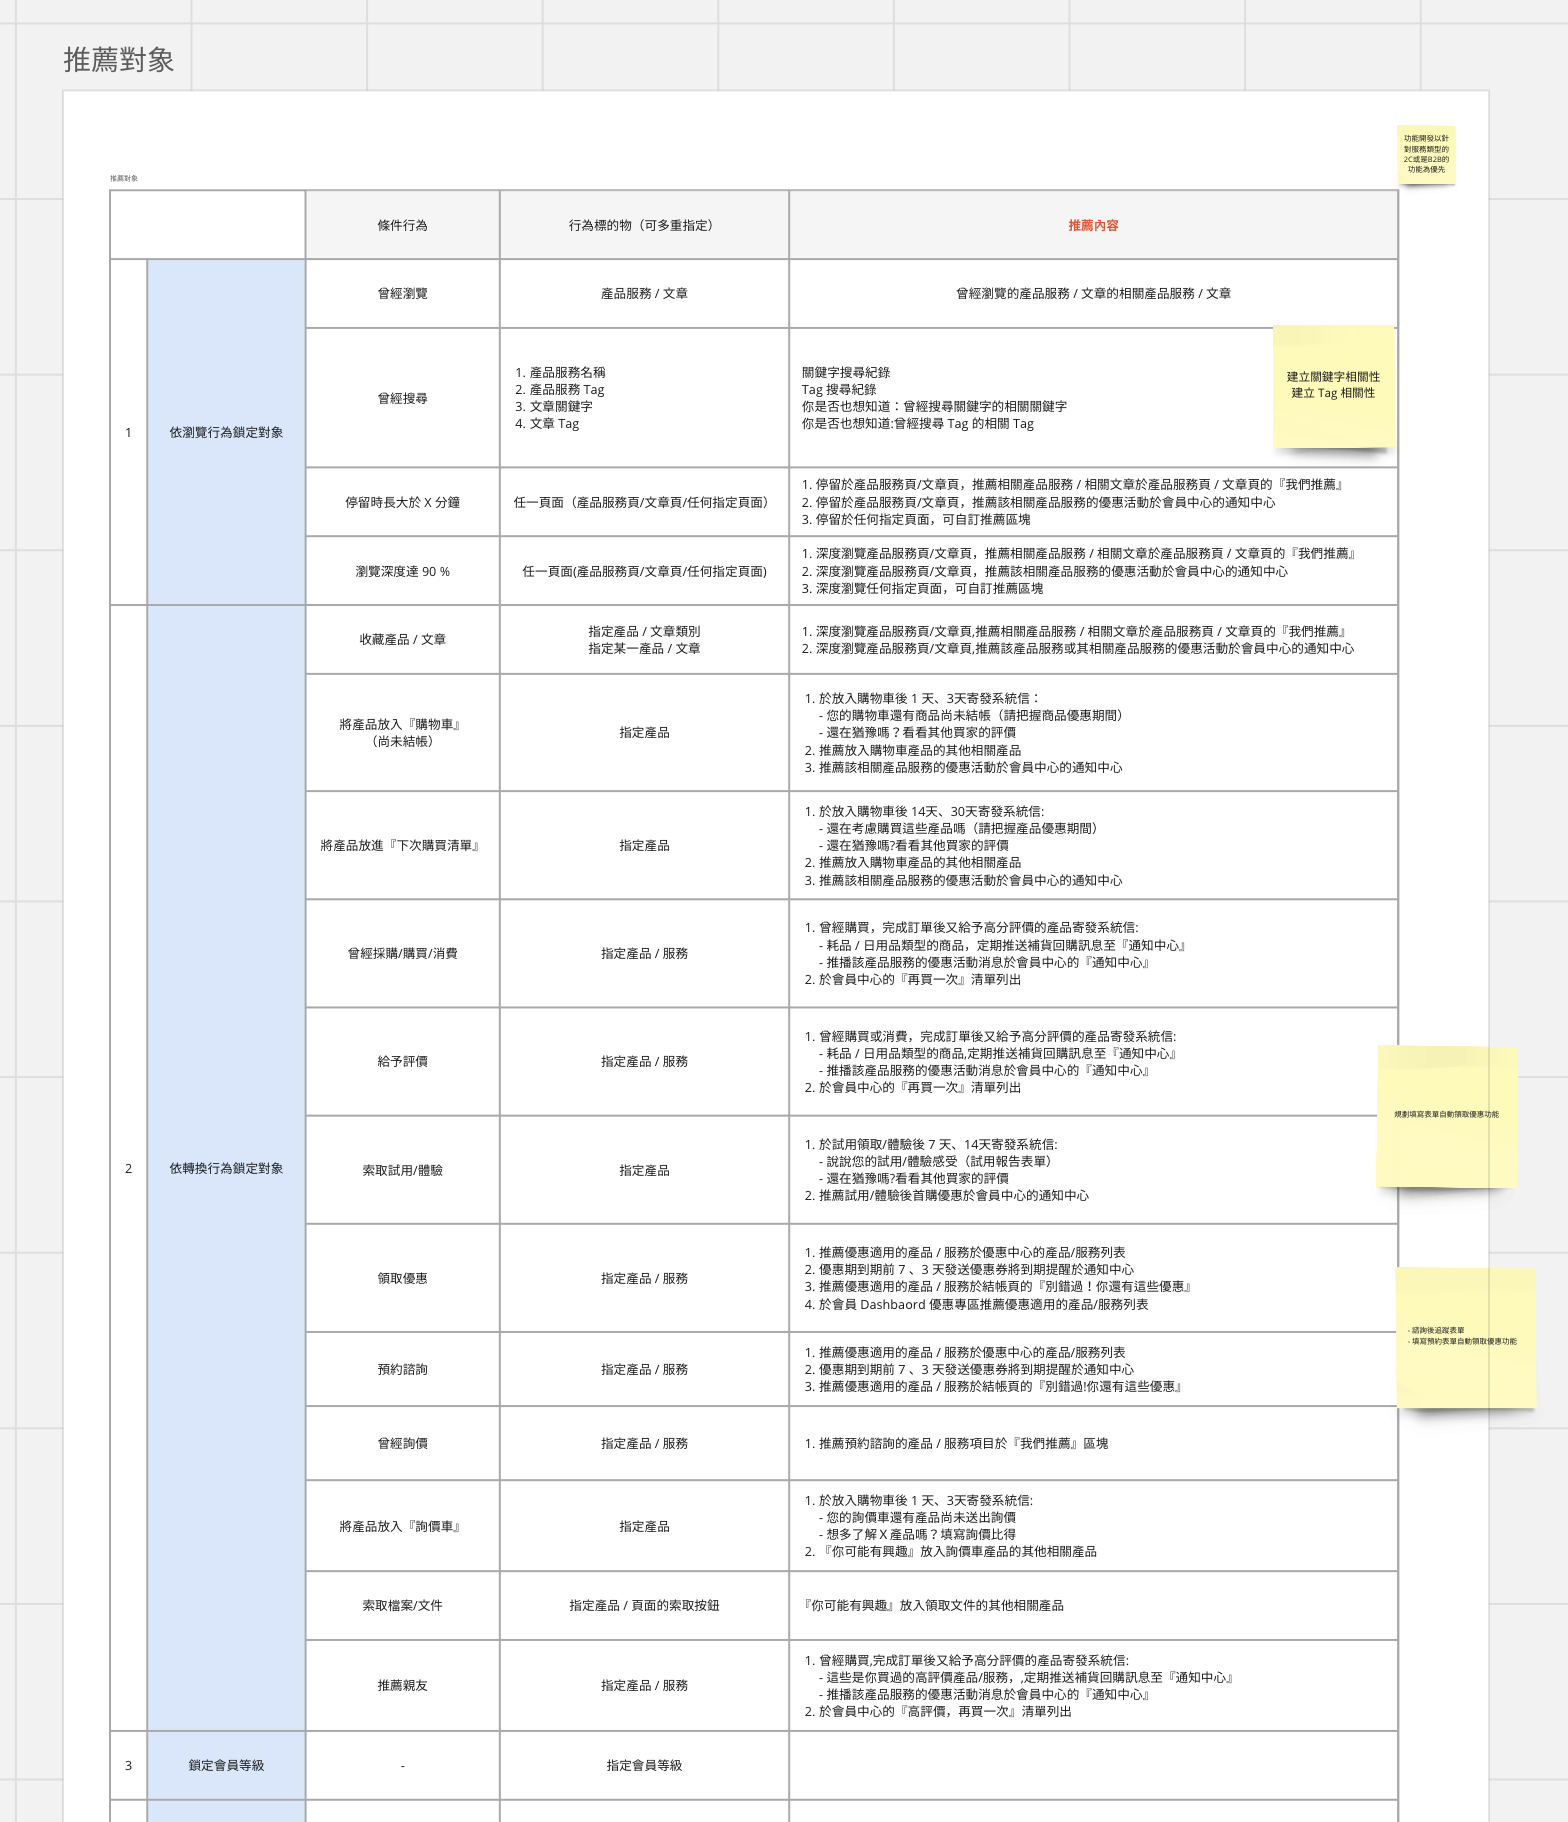 推薦對象
功能開發以針
對服務類型的
2C或是B2B的
功能為優先
推薦對象
條件行為
行為標的物（可多重指定）
推薦內容
1
依瀏覽行為鎖定對象
曾經瀏覽
產品服務 / 文章
曾經瀏覽的產品服務 / 文章的相關產品服務 / 文章
曾經搜尋
1. 產品服務名稱
2. 產品服務 Tag
3. 文章關鍵字
4. 文章 Tag
關鍵字搜尋紀錄
Tag 搜尋紀錄
你是否也想知道：曾經搜尋關鍵字的相關關鍵字
你是否也想知道:曾經搜尋 Tag 的相關 Tag
建立關鍵字相關性
建立 Tag 相關性
停留時長大於 X 分鐘
任一頁面（產品服務頁/文章頁/任何指定頁面）
1. 停留於產品服務頁/文章頁，推薦相關產品服務 / 相關文章於產品服務頁 / 文章頁的『我們推薦』
2. 停留於產品服務頁/文章頁，推薦該相關產品服務的優惠活動於會員中心的通知中心
3. 停留於任何指定頁面，可自訂推薦區塊
瀏覽深度達 90 %
任一頁面(產品服務頁/文章頁/任何指定頁面)
1. 深度瀏覽產品服務頁/文章頁，推薦相關產品服務 / 相關文章於產品服務頁 / 文章頁的『我們推薦』
2. 深度瀏覽產品服務頁/文章頁，推薦該相關產品服務的優惠活動於會員中心的通知中心
3. 深度瀏覽任何指定頁面，可自訂推薦區塊
2
依轉換行為鎖定對象
收藏產品 / 文章
指定產品 / 文章類別
指定某一產品 / 文章
1. 深度瀏覽產品服務頁/文章頁,推薦相關產品服務 / 相關文章於產品服務頁 / 文章頁的『我們推薦』
2. 深度瀏覽產品服務頁/文章頁,推薦該產品服務或其相關產品服務的優惠活動於會員中心的通知中心
將產品放入『購物車』
（尚未結帳）
指定產品
1. 於放入購物車後 1 天、3天寄發系統信：
- 您的購物車還有商品尚未結帳（請把握商品優惠期間）
- 還在猶豫嗎？看看其他買家的評價
2. 推薦放入購物車產品的其他相關產品
3. 推薦該相關產品服務的優惠活動於會員中心的通知中心
將產品放進『下次購買清單』
指定產品
1. 於放入購物車後 14天、30天寄發系統信:
- 還在考慮購買這些產品嗎（請把握產品優惠期間）
- 還在猶豫嗎?看看其他買家的評價
2. 推薦放入購物車產品的其他相關產品
3. 推薦該相關產品服務的優惠活動於會員中心的通知中心
曾經採購/購買/消費
指定產品 / 服務
1. 曾經購買，完成訂單後又給予高分評價的產品寄發系統信:
- 耗品 / 日用品類型的商品，定期推送補貨回購訊息至『通知中心』
- 推播該產品服務的優惠活動消息於會員中心的『通知中心』
2. 於會員中心的『再買一次』清單列出
給予評價
指定產品 / 服務
1. 曾經購買或消費，完成訂單後又給予高分評價的產品寄發系統信:
- 耗品 / 日用品類型的商品,定期推送補貨回購訊息至『通知中心』
- 推播該產品服務的優惠活動消息於會員中心的『通知中心』
2. 於會員中心的『再買一次』清單列出
規劃填寫表單自動領取優惠功能
索取試用/體驗
指定產品
1. 於試用領取/體驗後 7 天、14天寄發系統信:
- 說說您的試用/體驗感受（試用報告表單）
- 還在猶豫嗎?看看其他買家的評價
2. 推薦試用/體驗後首購優惠於會員中心的通知中心
領取優惠
指定產品 / 服務
1. 推薦優惠適用的產品 / 服務於優惠中心的產品/服務列表
2. 優惠期到期前 7 、3 天發送優惠券將到期提醒於通知中心
3. 推薦優惠適用的產品 / 服務於結帳頁的『別錯過！你還有這些優惠』
4. 於會員 Dashbaord 優惠專區推薦優惠適用的產品/服務列表
- 諮詢後追蹤表單
- 填寫預約表單自動領取優惠功能
預約諮詢
指定產品 / 服務
1. 推薦優惠適用的產品 / 服務於優惠中心的產品/服務列表
2. 優惠期到期前 7 、3 天發送優惠券將到期提醒於通知中心
3. 推薦優惠適用的產品 / 服務於結帳頁的『別錯過!你還有這些優惠』
曾經詢價
指定產品 / 服務
1. 推薦預約諮詢的產品 / 服務項目於『我們推薦』區塊
將產品放入『詢價車』
指定產品
1. 於放入購物車後 1 天、3天寄發系統信:
- 您的詢價車還有產品尚未送出詢價
- 想多了解 X 產品嗎？填寫詢價比得
2. 『你可能有興趣』放入詢價車產品的其他相關產品
索取檔案/文件
指定產品 / 頁面的索取按鈕
『你可能有興趣』放入領取文件的其他相關產品
推薦親友
指定產品 / 服務
1. 曾經購買,完成訂單後又給予高分評價的產品寄發系統信:
- 這些是你買過的高評價產品/服務，,定期推送補貨回購訊息至『通知中心』
- 推播該產品服務的優惠活動消息於會員中心的『通知中心』
2. 於會員中心的『高評價，再買一次』清單列出
3
鎖定會員等級
-
指定會員等級